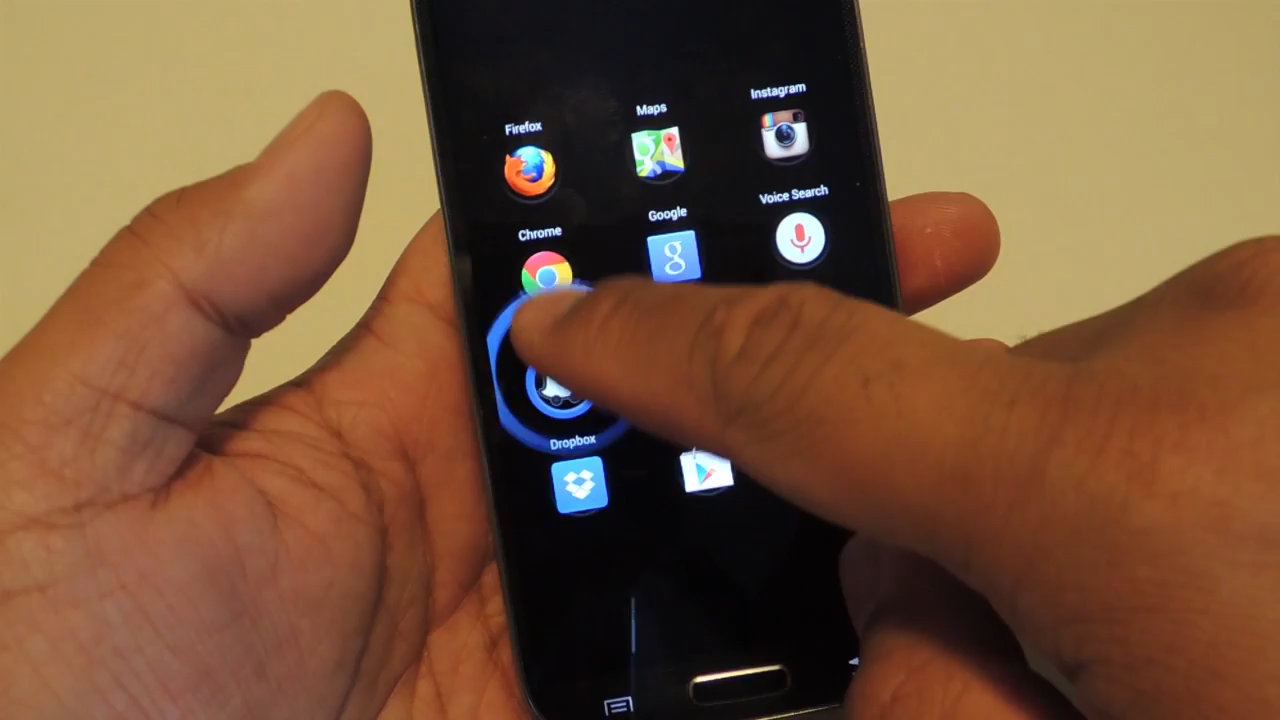 Firefox
Maps
Instagram
Chrome
Google
Voice Search
g
Dropbox